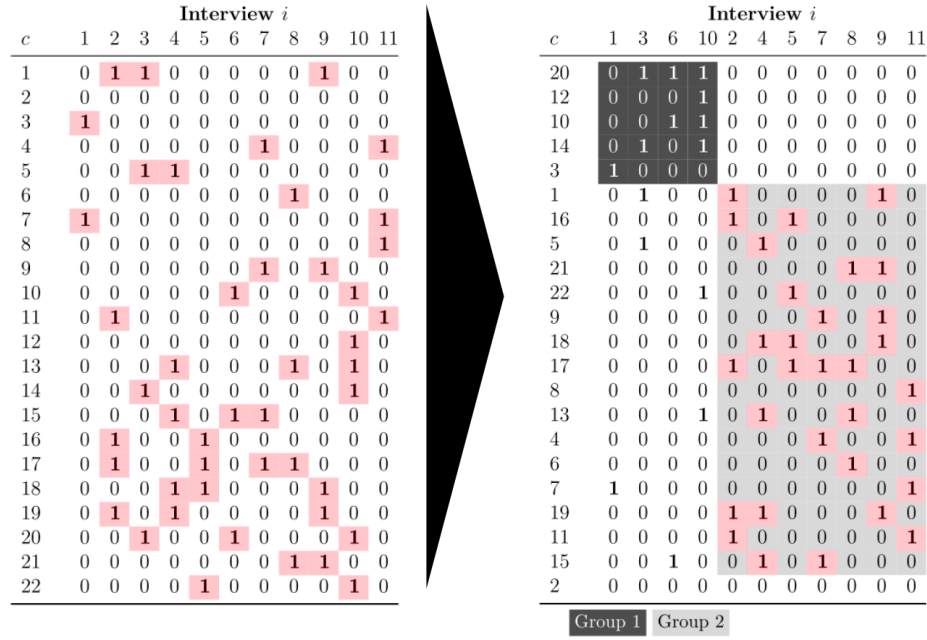 Interview i
c 1 2 3 4 5 6 7 8 9 10 11
1 0 1 1 0 0 0 0 0 1 0 0
2 0 0 0 0 0 0 0 0 0 0 0
3 1 0 0 0 0 0 0 0 0 0 0
4 0 0 0 0 0 0 1 0 0 0 1
5 0 0 1 1 0 0 0 0 0 0 0
6 0 0 0 0 0 0 0 1 0 0 0
7 1 0 0 0 0 0 0 0 0 0 1
8 0 0 0 0 0 0 0 0 0 0 1
9 0 0 0 0 0 0 1 0 1 0 0
10 0 0 0 0 0 1 0 0 0 1 0
11 0 1 0 0 0 0 0 0 0 0 1
12 0 0 0 0 0 0 0 0 0 1 0
13 0 0 0 1 0 0 0 1 0 1 0
14 0 0 1 0 0 0 0 0 0 1 0
15 0 0 0 1 0 1 1 0 0 0 0
16 0 1 0 0 1 0 0 0 0 0 0
17 0 1 0 0 1 0 1 1 0 0 0
18 0 0 0 1 1 0 0 0 1 0 0
19 0 1 0 1 0 0 0 0 1 0 0
20 0 0 1 0 0 1 0 0 0 1 0
21 0 0 0 0 0 0 0 1 1 0 0
22 0 0 0 0 1 0 0 0 0 1 0
Interview i
c 1 3 6 10 2 4 5 7 8 9 11
20 0 1 1 1 0 0 0 0 0 0 0
12 0 0 0 1 0 0 0 0 0 0 0
10 0 0 1 1 0 0 0 0 0 0 0
14 0 1 0 1 0 0 0 0 0 0 0
3 1 0 0 0 0 0 0 0 0 0 0
1 0 1 0 0 1 0 0 0 0 1 0
16 0 0 0 0 1 0 1 0 0 0 0
5 0 1 0 0 0 1 0 0 0 0 0
21 0 0 0 0 0 0 0 0 1 1 0
22 0 0 0 1 0 0 1 0 0 0 0
9 0 0 0 0 0 0 0 1 0 1 0
18 0 0 0 0 0 1 1 0 0 1 0
17 0 0 0 0 1 0 1 1 1 0 0
8 0 0 0 0 0 0 0 0 0 0 1
13 0 0 0 1 0 1 0 0 1 0 0
4 0 0 0 0 0 0 0 1 0 0 1
6 0 0 0 0 0 0 0 0 1 0 0
7 1 0 0 0 0 0 0 0 0 0 1
19 0 0 0 0 1 1 0 0 0 1 0
11 0 0 0 0 1 0 0 0 0 0 1
15 0 0 1 0 0 1 0 1 0 0 0
2 0 0 0 0 0 0 0 0 0 0 0
Group 1 Group 2